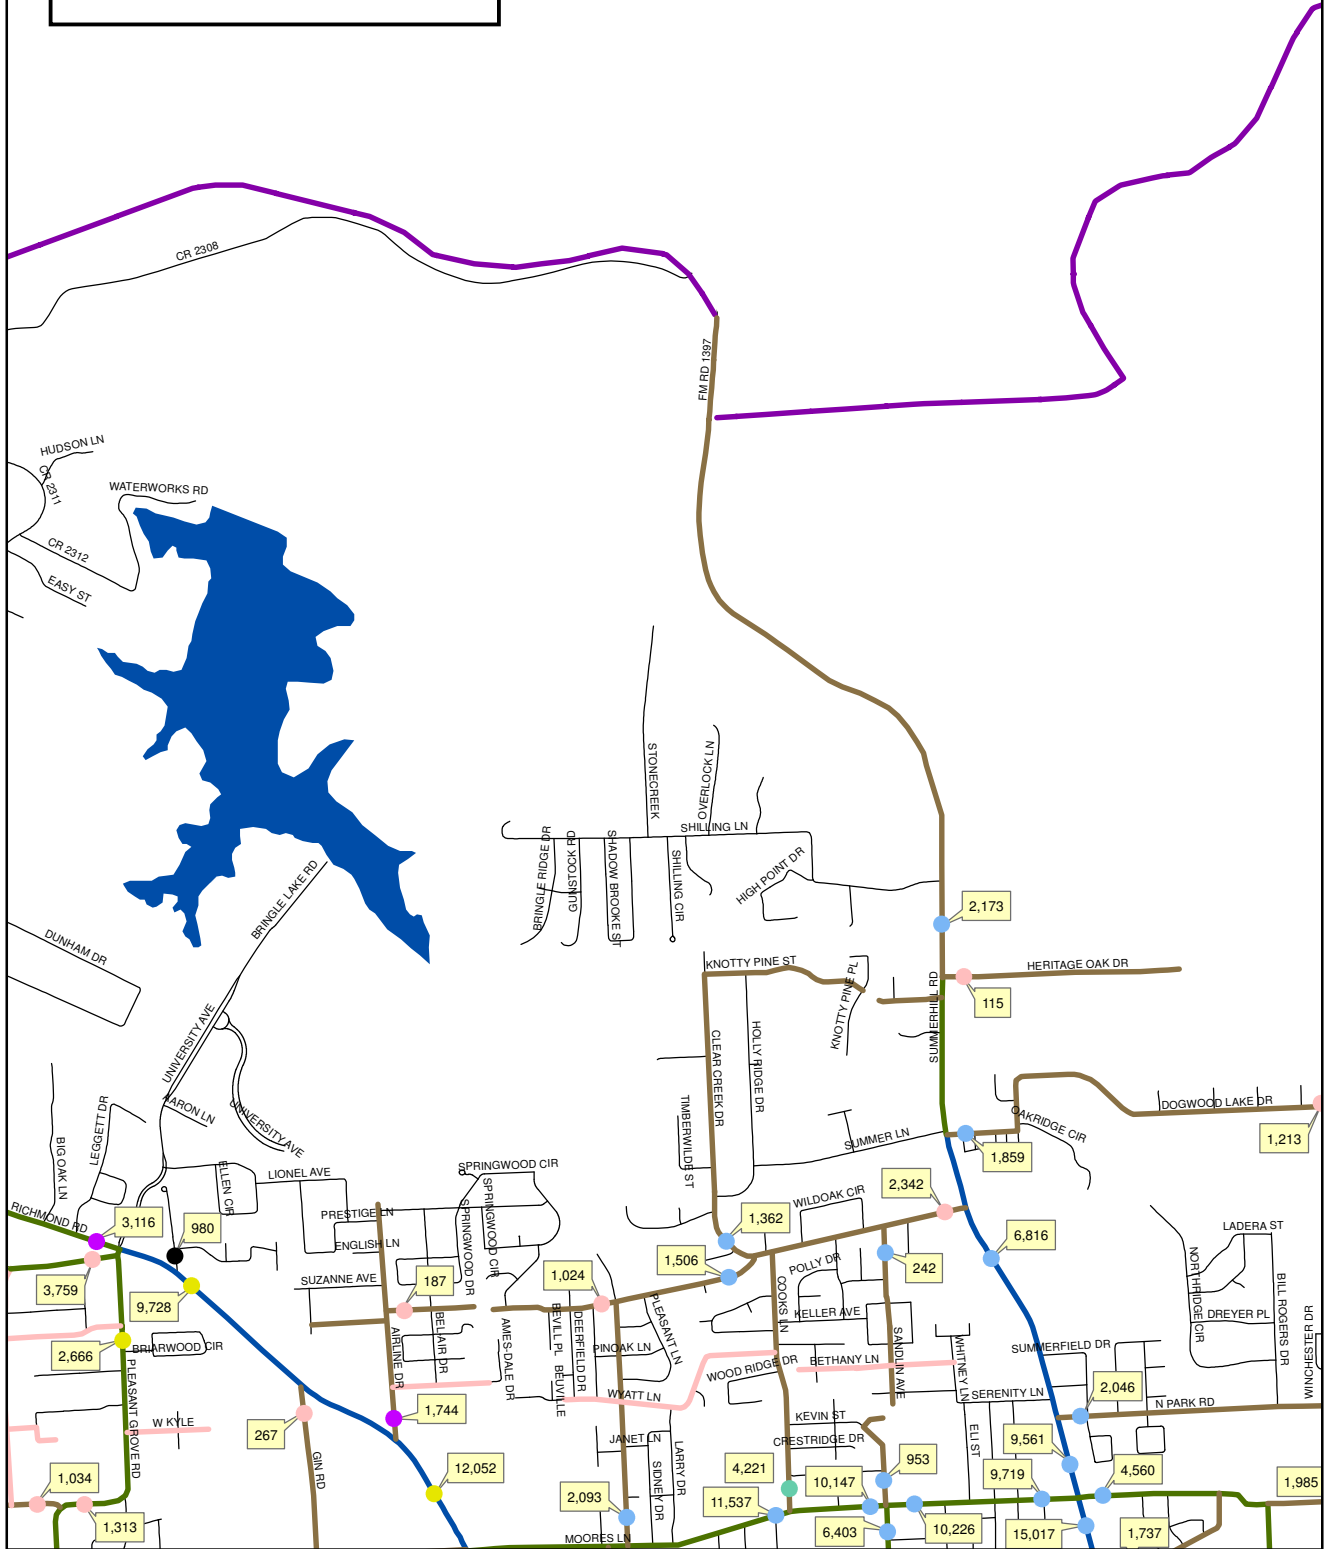 CR 2308
FM RD 1397
HUDSON LN
CR 2311
WATERWORKS RD
CR 2312
EASY ST
STONECREEK
OVERLOCK LN
SHILLING LN
BRINGLE RIDGE DR
GUNSTOCK RD
SHADOW BROOKE ST
SHILLING CIR
HIGH POINT DR
BRINGLE LAKE RD
2,173
DUNHAM DR
KNOTTY PINE ST
KNOTTY PINE PL
HERITAGE OAK DR
115
SUMMERHILL RD
UNIVERSITY AVE
CLEAR CREEK DR
HOLLY RIDGE DR
AARON LN
UNIVERSITY AVE
LEGGETT DR
TIMBERWILDE ST
SUMMER LN
OAKRIDGE CIR
DOGWOOD LAKE DR
1,213
1,859
BIG OAK LN
ELLEN CIR
LIONEL AVE
SPRINGWOOD CIR
SPRINGWOOD DR
SPRINGWOOD CIR
WILDOAK CIR
2,342
RICHMOND RD
3,116
980
PRESTIGE LN
1,362
LADERA ST
ENGLISH LN
6,816
3,759
SUZANNE AVE
187
1,024
1,506
POLLY DR
242
NORTHRIDGE CIR
BILL ROGERS DR
9,728
BEVILL PL
DEERFIELD DR
PLEASANT LN
COOKS LN
KELLER AVE
DREYER PL
WINCHESTER DR
2,666
BRIARWOOD CIR
AIRLINE DR
BELAIR DR
AMES-DALE DR
BEUVILLE
PINOAK LN
WOOD RIDGE DR
BETHANY LN
SANDLIN AVE
WHITNEY LN
SUMMERFIELD DR
PLEASANT GROVE RD
WYATT LN
SERENITY LN
2,046
N PARK RD
W KYLE
267
1,744
KEVIN ST
CRESTRIDGE DR
JANET LN
ELI ST
9,561
GIN RD
12,052
SIDNEY DR
LARRY DR
4,221
10,147
953
9,719
4,560
1,034
1,985
2,093
11,537
1,313
MOORES LN
6,403
10,226
15,017
1,737